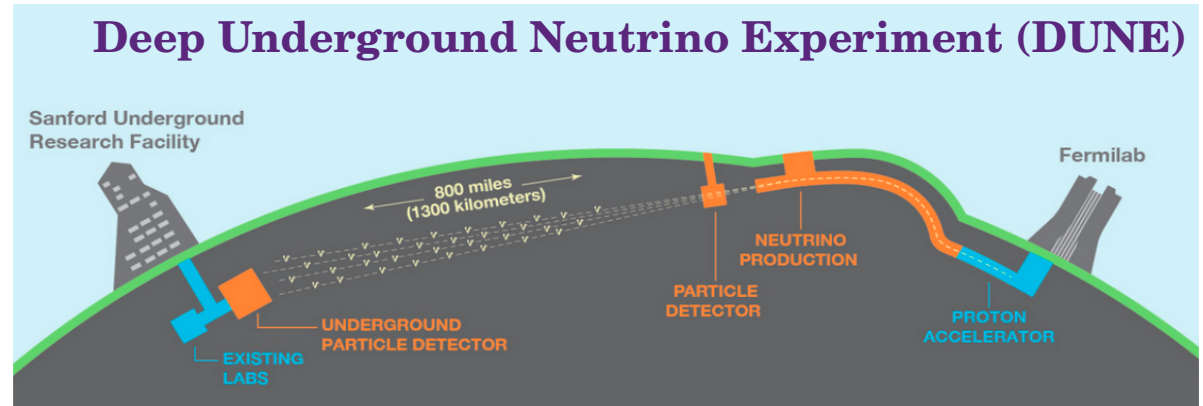 Deep Underground Neutrino Experiment (DUNE)
Sanford Underground
Research Facility
Fermilab
800 miles
(1300 kilometers)
NEUTRINO
PRODUCTION
PARTICLE
DETECTOR
PROTON
ACCELERATOR
UNDERGROUND
PARTICLE DETECTOR
EXISTING
LABS